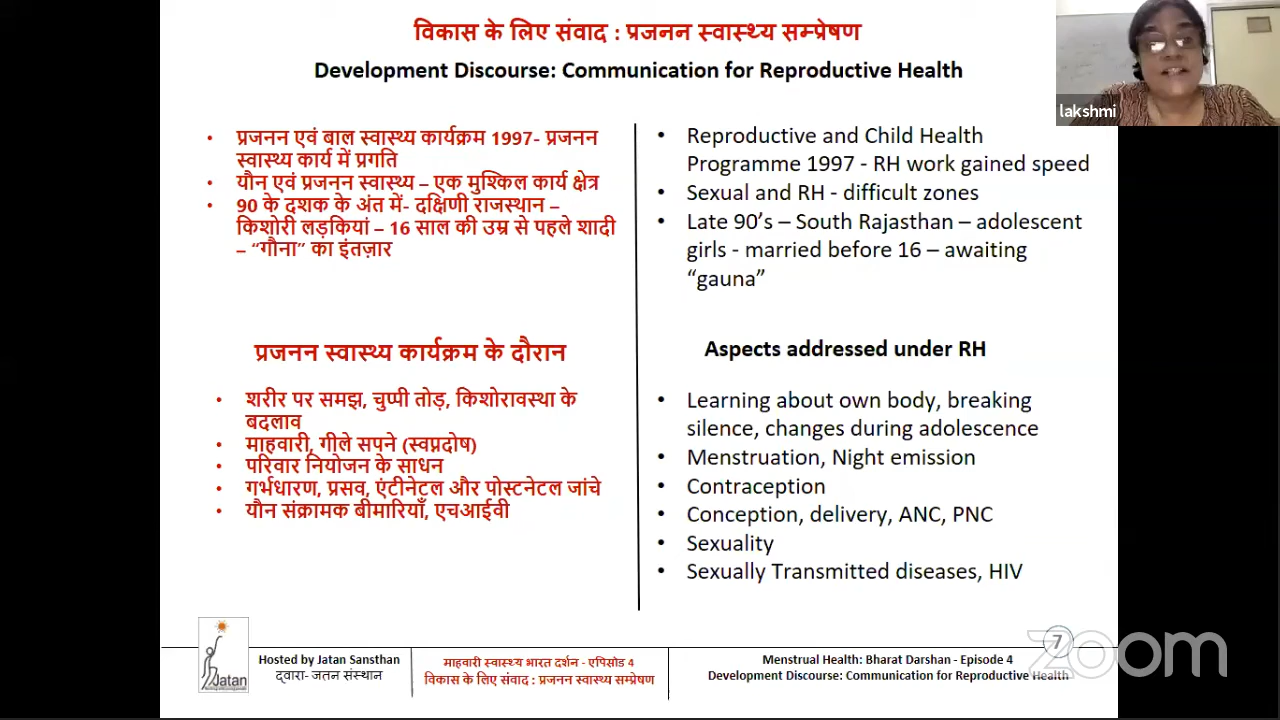 विकास के लिए संवाद : प्रजनन स्वास्थ्य सम्प्रेषण
Development Discourse: Communication for Reproductive Health
lakshmi
• प्रजनन एवं बाल स्वास्थ्य कार्यक्रम 1997- प्रजनन
स्वास्थ्य कार्य में प्रगति
• यौन एवं प्रजनन स्वास्थ्य – एक मुश्किल कार्य क्षेत्र
• 90 के दशक के अंत में- दक्षिणी राजस्थान –
किशोरी लड़कियां – 16 साल की उम्र से पहले शादी
– “गौना” का इंतज़ार
• Reproductive and Child Health
Programme 1997 - RH work gained speed
• Sexual and RH - difficult zones
• Late 90’s – South Rajasthan – adolescent
girls - married before 16 – awaiting
“gauna”
प्रजनन स्वास्थ्य कार्यक्रम के दौरान
• शरीर पर समझ, चुप्पी तोड़, किशोरावस्था के
बदलाव
• माहवारी, गीले सपने (स्वप्नदोष)
• परिवार नियोजन के साधन
• गर्भधारण, प्रसव, एंटीनेटल और पोस्टनेटल जांचे
• यौन संक्रामक बीमारियाँ, एचआईवी
Aspects addressed under RH
• Learning about own body, breaking
silence, changes during adolescence
• Menstruation, Night emission
• Contraception
• Conception, delivery, ANC, PNC
• Sexuality
• Sexually Transmitted diseases, HIV
Jatan
Hosted by Jatan Sansthan
द्वारा- जतन संस्थान
माहवारी स्वास्थ्य भारत दर्शन - एपिसोड 4
विकास के लिए संवाद : प्रजनन स्वास्थ्य सम्प्रेषण
Menstrual Health: Bharat Darshan - Episode 4
Development Discourse: Communication for Reproductive Health
7
zoom